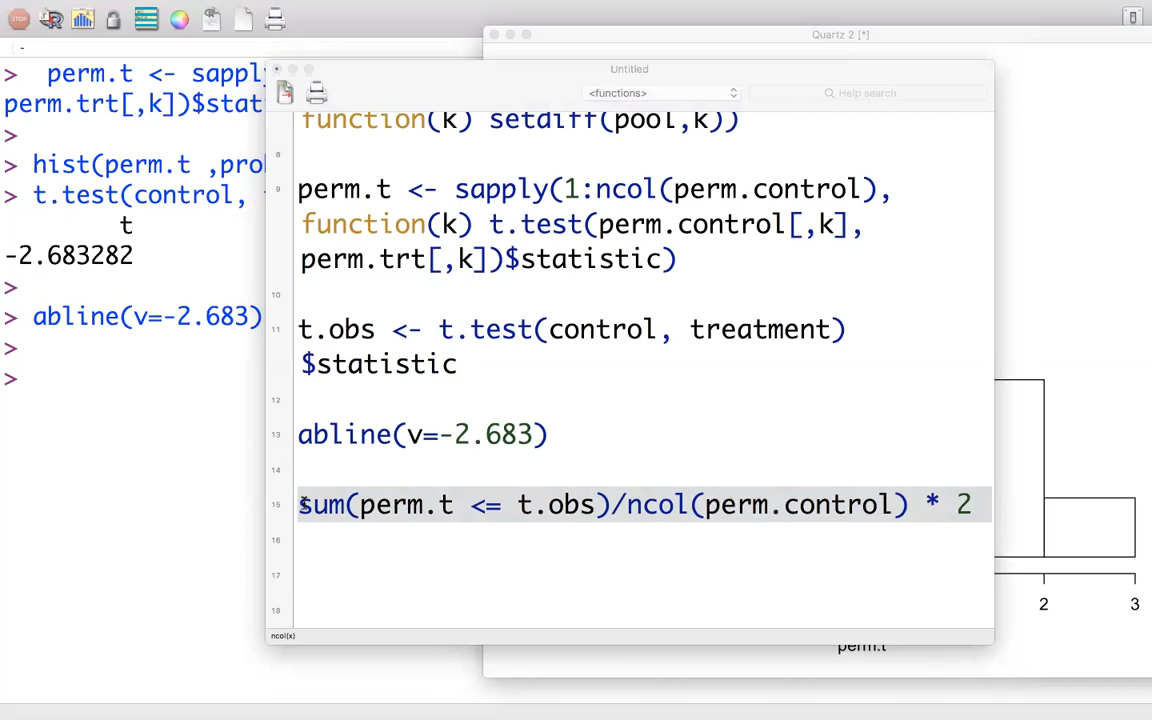 STOP
Quartz 2 [*]
> perm.t <- sapply
perm.trt[,k])$stat
>
> hist(perm.t ,pro
> t.test(control,
t
-2.683282
>
> abline(v=-2.683)
>
>
Untitled
<functions>
Help search
function(k) setdiff(pool,k))
8
9 perm.t <- sapply(1:ncol(perm.control),
function(k) t.test(perm.control[,k],
perm.trt[,k])$statistic)
10
11 t.obs <- t.test(control, treatment)
$statistic
12
13 abline(v=-2.683)
14
15 sum(perm.t <= t.obs)/ncol(perm.control) * 2
16
17
18
ncol(x)
2 3
perm.t